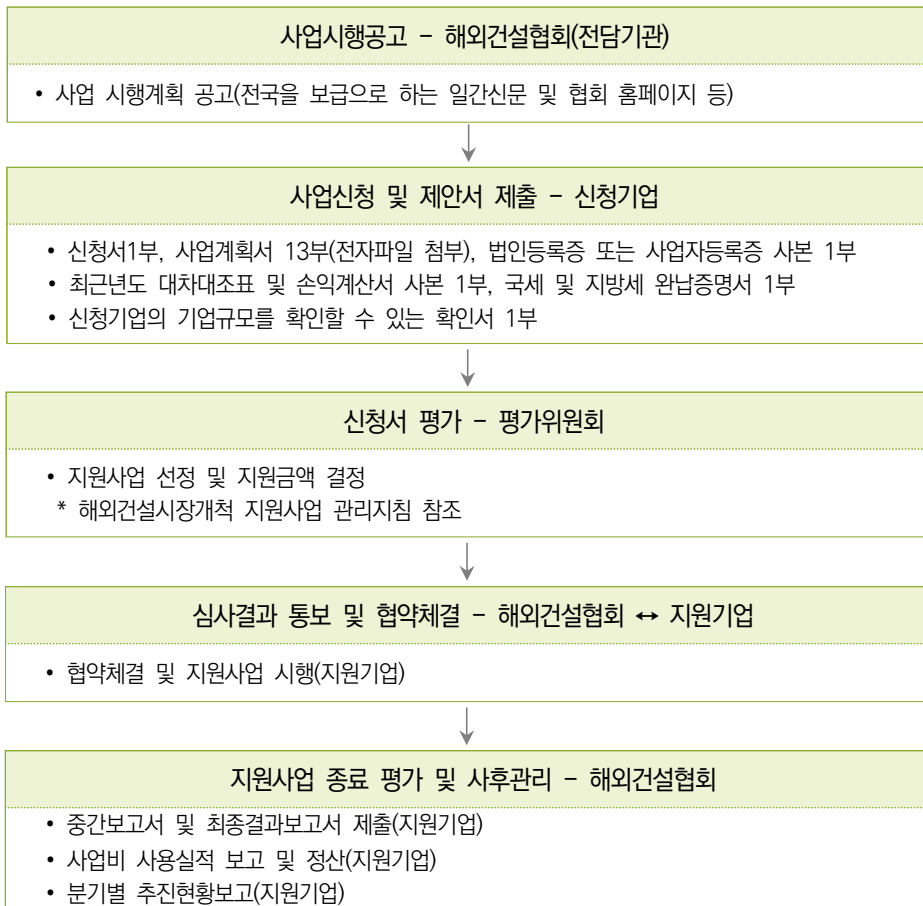 사업시행공고 – 해외건설협회(전담기관)
• 사업 시행계획 공고(전국을 보급으로 하는 일간신문 및 협회 홈페이지 등)
사업신청 및 제안서 제출 – 신청기업
• 신청서1부, 사업계획서 13부(전자파일 첨부), 법인등록증 또는 사업자등록증 사본 1부
• 최근년도 대차대조표 및 손익계산서 사본 1부, 국세 및 지방세 완납증명서 1부
• 신청기업의 기업규모를 확인할 수 있는 확인서 1부
신청서 평가 – 평가위원회
• 지원사업 선정 및 지원금액 결정
* 해외건설시장개척 지원사업 관리지침 참조
심사결과 통보 및 협약체결 – 해외건설협회 ↔ 지원기업
• 협약체결 및 지원사업 시행(지원기업)
지원사업 종료 평가 및 사후관리 – 해외건설협회
• 중간보고서 및 최종결과보고서 제출(지원기업)
• 사업비 사용실적 보고 및 정산(지원기업)
• 분기별 추진현황보고(지원기업)